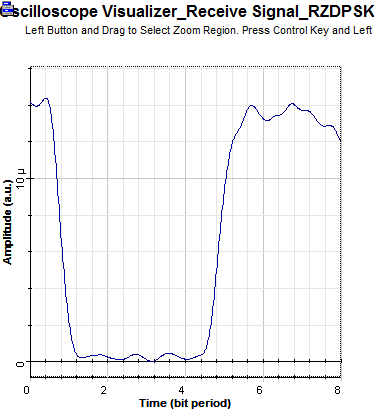 Oscilloscope Visualizer_Receive Signal_RZDPSK
Left Button and Drag to Select Zoom Region. Press Control Key and Left
Amplitude (a.u.)
10 µ
0
0 2 4 6 8
Time (bit period)